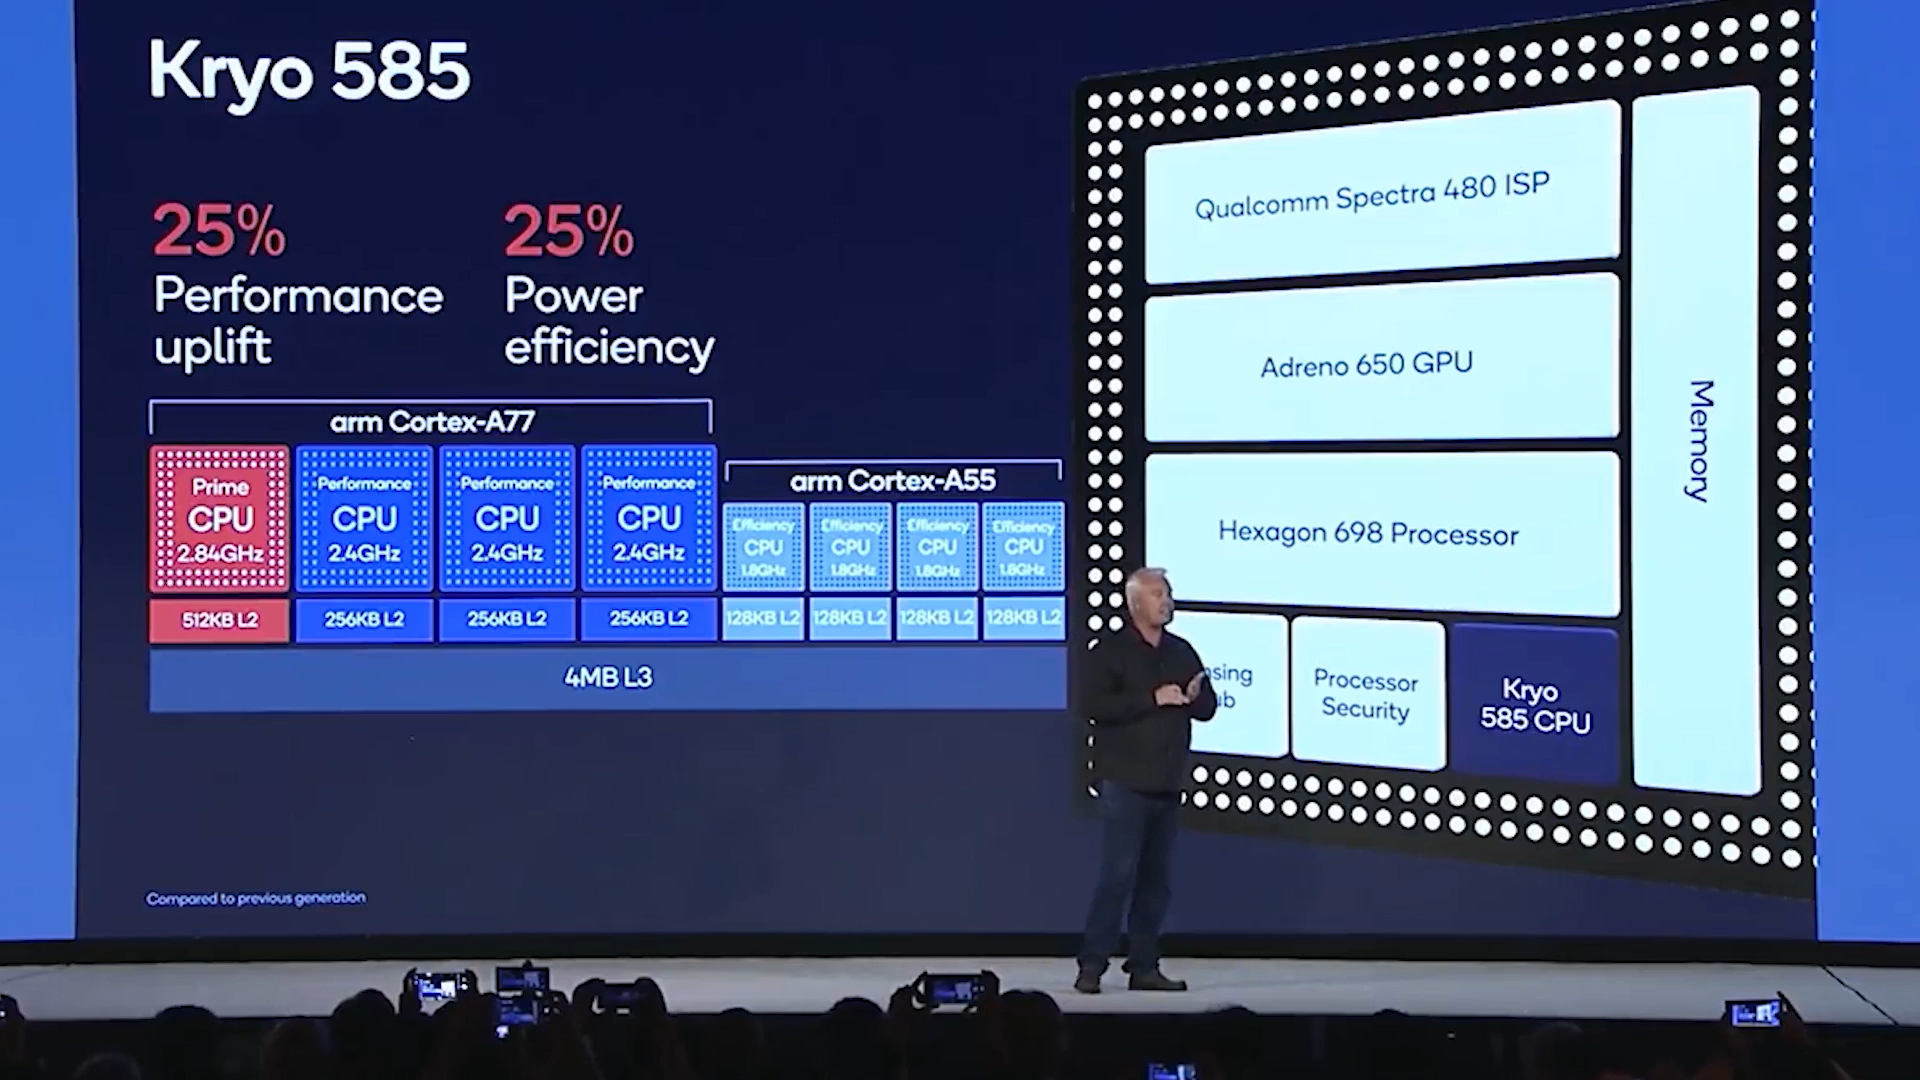 Kryo 585
25%
Performance
uplift
25%
Power
efficiency
arm Cortex-A77
Prime
CPU
2.84GHz
512KB L2
Performance
CPU
2.4GHz
256KB L2
Performance
CPU
2.4GHz
256KB L2
Performance
CPU
2.4GHz
256KB L2
arm Cortex-A55
Efficiency
CPU
1.8GHz
128KB L2
Efficiency
CPU
1.8GHz
128KB L2
Efficiency
CPU
1.8GHz
128KB L2
Efficiency
CPU
1.8GHz
128KB L2
4MB L3
Compared to previous generation
Qualcomm Spectra 480 ISP
Adreno 650 GPU
Hexagon 698 Processor
Processor
Security
Kryo
585 CPU
Memory